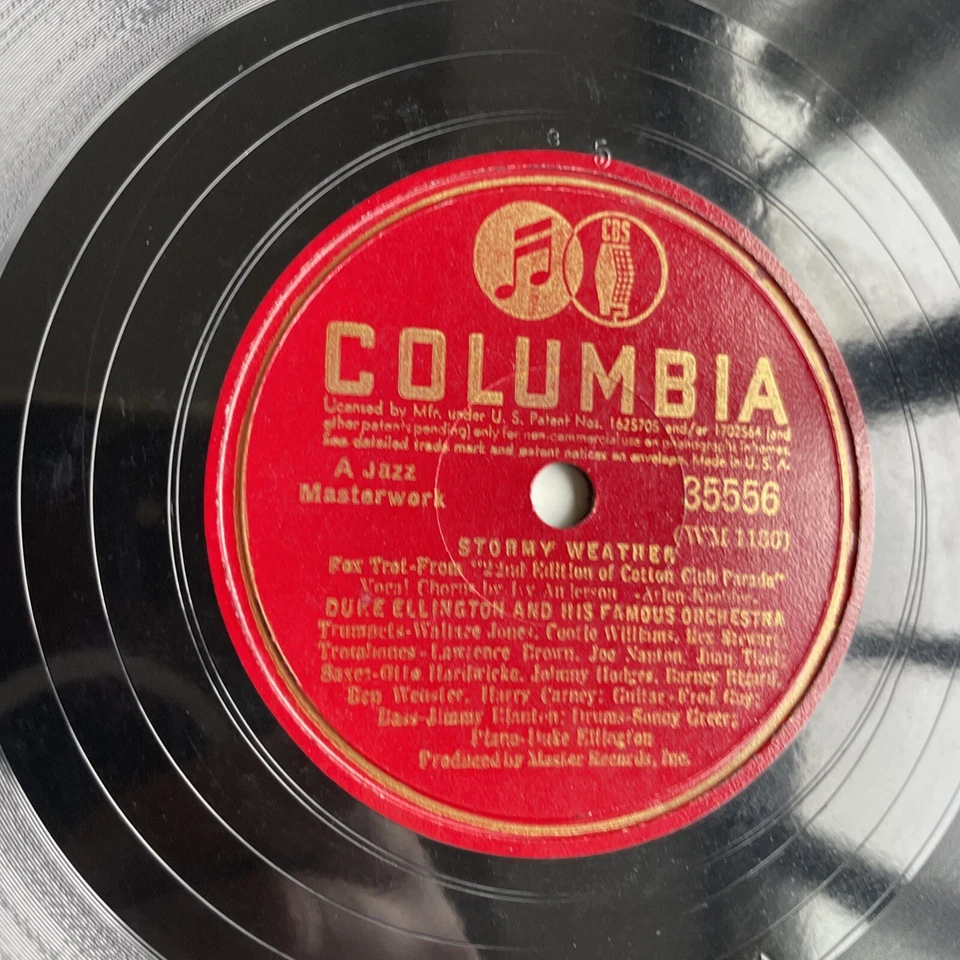 e 5
CBS
COLUMBIA
Licensed by Mfr. under U. S. Patent Nos. 1625705 and/or 1702564 (and
other patents pending) only for non-commercial use on phonographs in homes.
See detailed trade mark and patent notices on envelope. Made in U. S. A.
A Jazz
Masterwork
35556
(WM 1180)
STORMY WEATHER
Fox Trot-From "22nd Edition of Cotton Club Parade"
Vocal Chorus by Ivy Anderson -Arlen-Koehler-
DUKE ELLINGTON AND HIS FAMOUS ORCHESTRA
Trumpets-Wallace Jones, Cootie Williams, Rex Stewart
Trombones-Lawrence Brown, Joe Nanton, Juan Tizol
Saxes-Otto Hardwicke, Johnny Hodges, Barney Bigard
Ben Webster, Harry Carney; Guitar-Fred Guy
Bass-Jimmy Blanton; Drums-Sonny Greer;
Piano-Duke Ellington
Produced by Master Records, Inc.